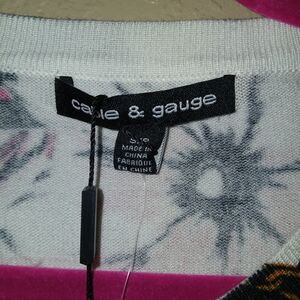 cable & gauge
MADE IN
CHINA
FABRIQUÉ
EN CHINE